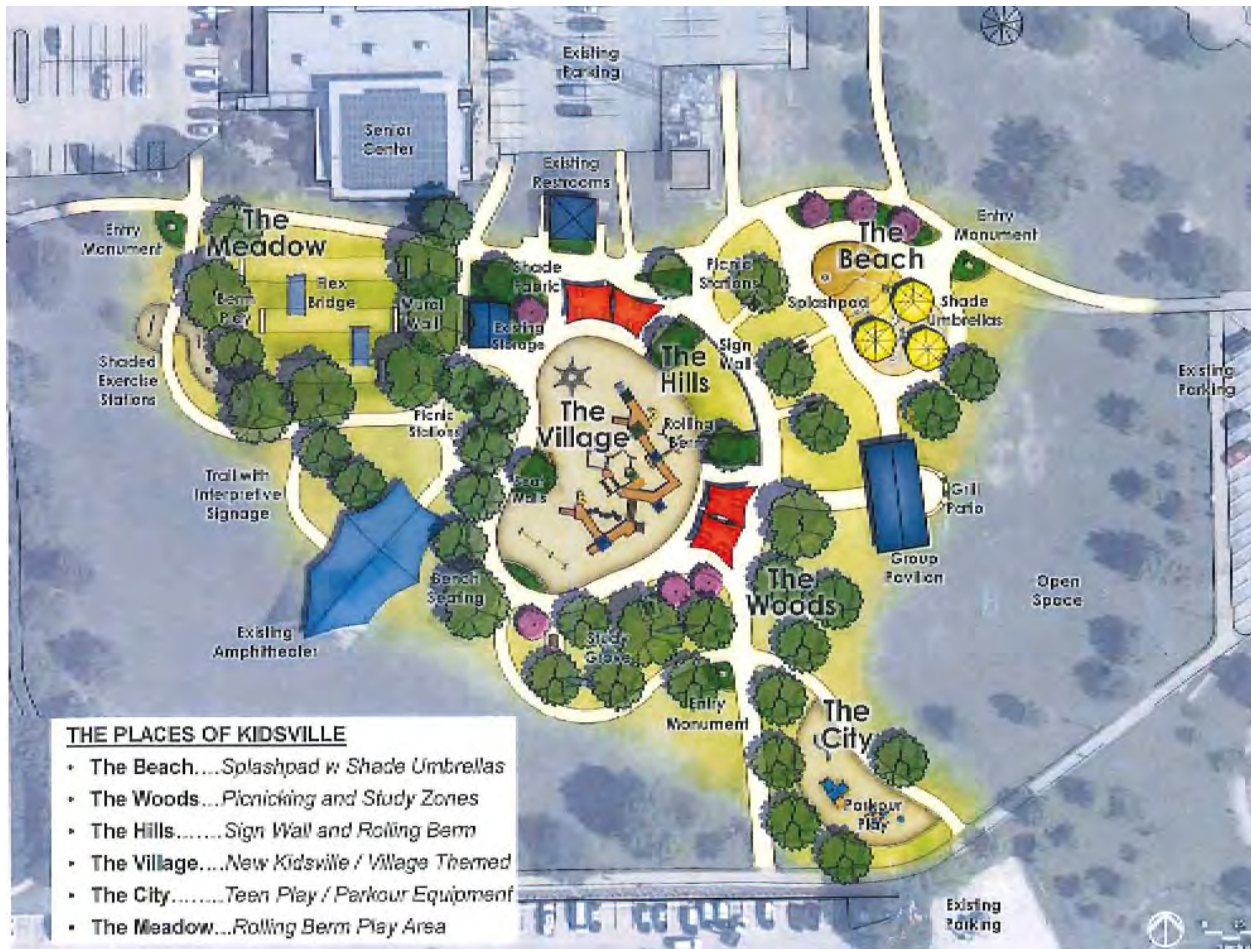 Existing
Parking
Senior
Center
Existing
Restrooms
Entry
Monument
The
Meadow
The
Beach
Entry
Monument
Flex
Bridge
Berm
Play
Mural
Wall
Shade
Fabric
Existing
Storage
Picnic
Stations
Splashpad
Shade
Umbrellas
Shaded
Exercise
Stations
The
Hills
Sign
Wall
Existing
Parking
Picnic
Stations
The
Village
Rolling
Berm
Trail with
Interpretive
Signage
Seat
Walls
Grill
Patio
Group
Pavilion
Bench
Seating
The
Woods
Open
Space
Existing
Amphitheater
Study
Grove
Entry
Monument
The
City
Parkour
Play
Existing
Parking
THE PLACES OF KIDSVILLE
• The Beach....Splashpad w Shade Umbrellas
• The Woods...Picnicking and Study Zones
• The Hills.......Sign Wall and Rolling Berm
• The Village....New Kidsville / Village Themed
• The City........Teen Play / Parkour Equipment
• The Meadow...Rolling Berm Play Area